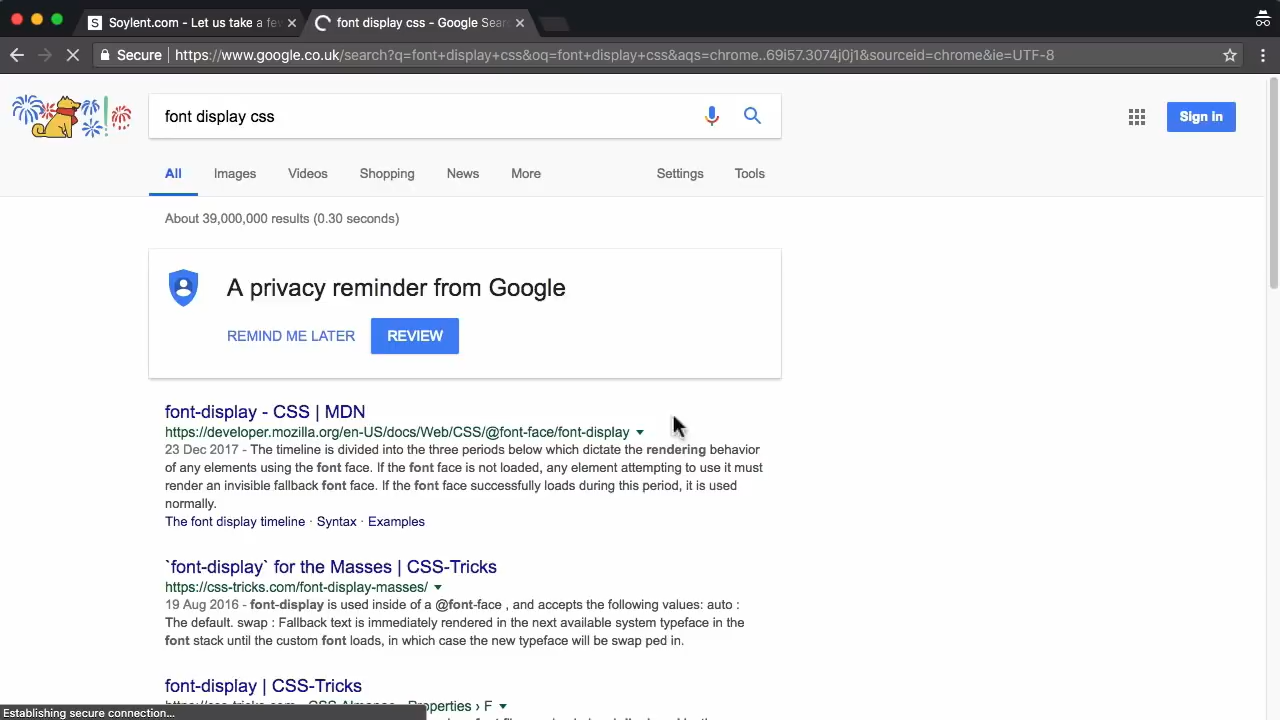 Soylent.com - Let us take a few
font display css - Google Sear
Secure https://www.google.co.uk/search?q=font+display+css&oq=font+display+css&aqs=chrome..69i57.3074j0j1&sourceid=chrome&ie=UTF-8
font display css
Sign in
All Images Videos Shopping News More Settings Tools
About 39,000,000 results (0.30 seconds)
A privacy reminder from Google
REMIND ME LATER REVIEW
font-display - CSS | MDN
https://developer.mozilla.org/en-US/docs/Web/CSS/@font-face/font-display
23 Dec 2017 - The timeline is divided into the three periods below which dictate the rendering behavior
of any elements using the font face. If the font face is not loaded, any element attempting to use it must
render an invisible fallback font face. If the font face successfully loads during this period, it is used
normally.
The font display timeline · Syntax · Examples
`font-display` for the Masses | CSS-Tricks
https://css-tricks.com/font-display-masses/
19 Aug 2016 - font-display is used inside of a @font-face , and accepts the following values: auto :
The default. swap : Fallback text is immediately rendered in the next available system typeface in the
font stack until the custom font loads, in which case the new typeface will be swap ped in.
font-display | CSS-Tricks
Properties › F
Establishing secure connection...